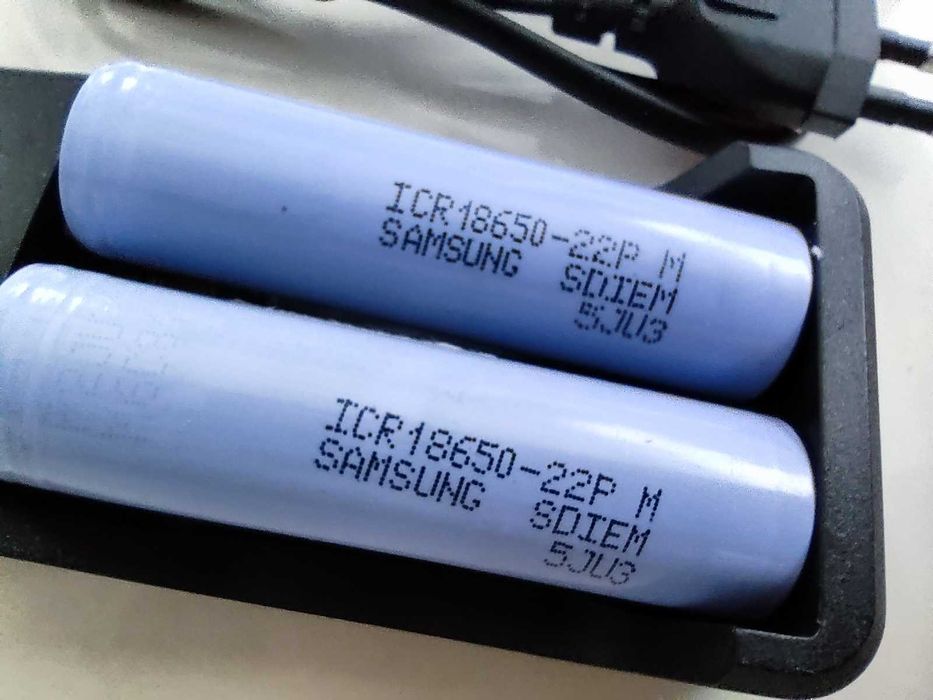 ICR18650-22P M
SAMSUNG SDIEM
5JU3
ICR18650-22P M
SAMSUNG SDIEM
5JU3